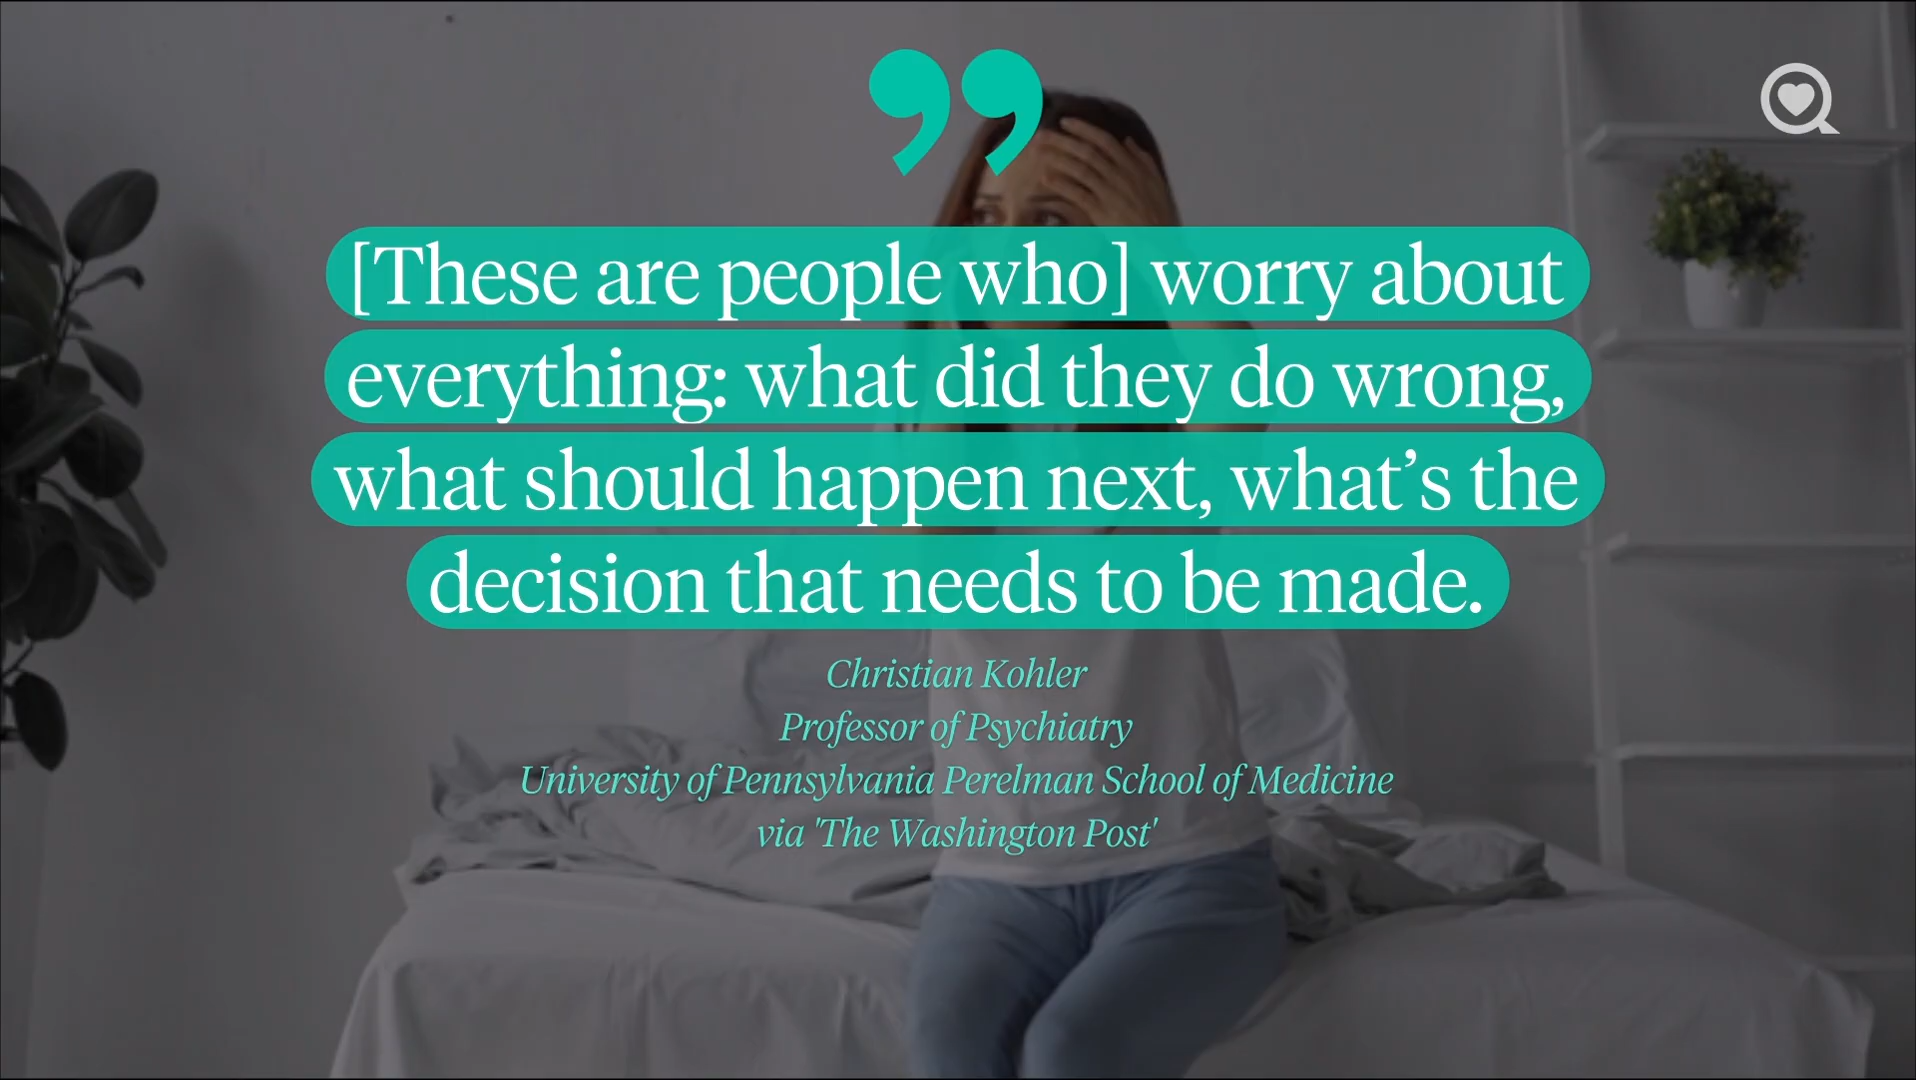 ”
[These are people who] worry about
everything: what did they do wrong,
what should happen next, what’s the
decision that needs to be made.
Christian Kohler
Professor of Psychiatry
University of Pennsylvania Perelman School of Medicine
via 'The Washington Post'